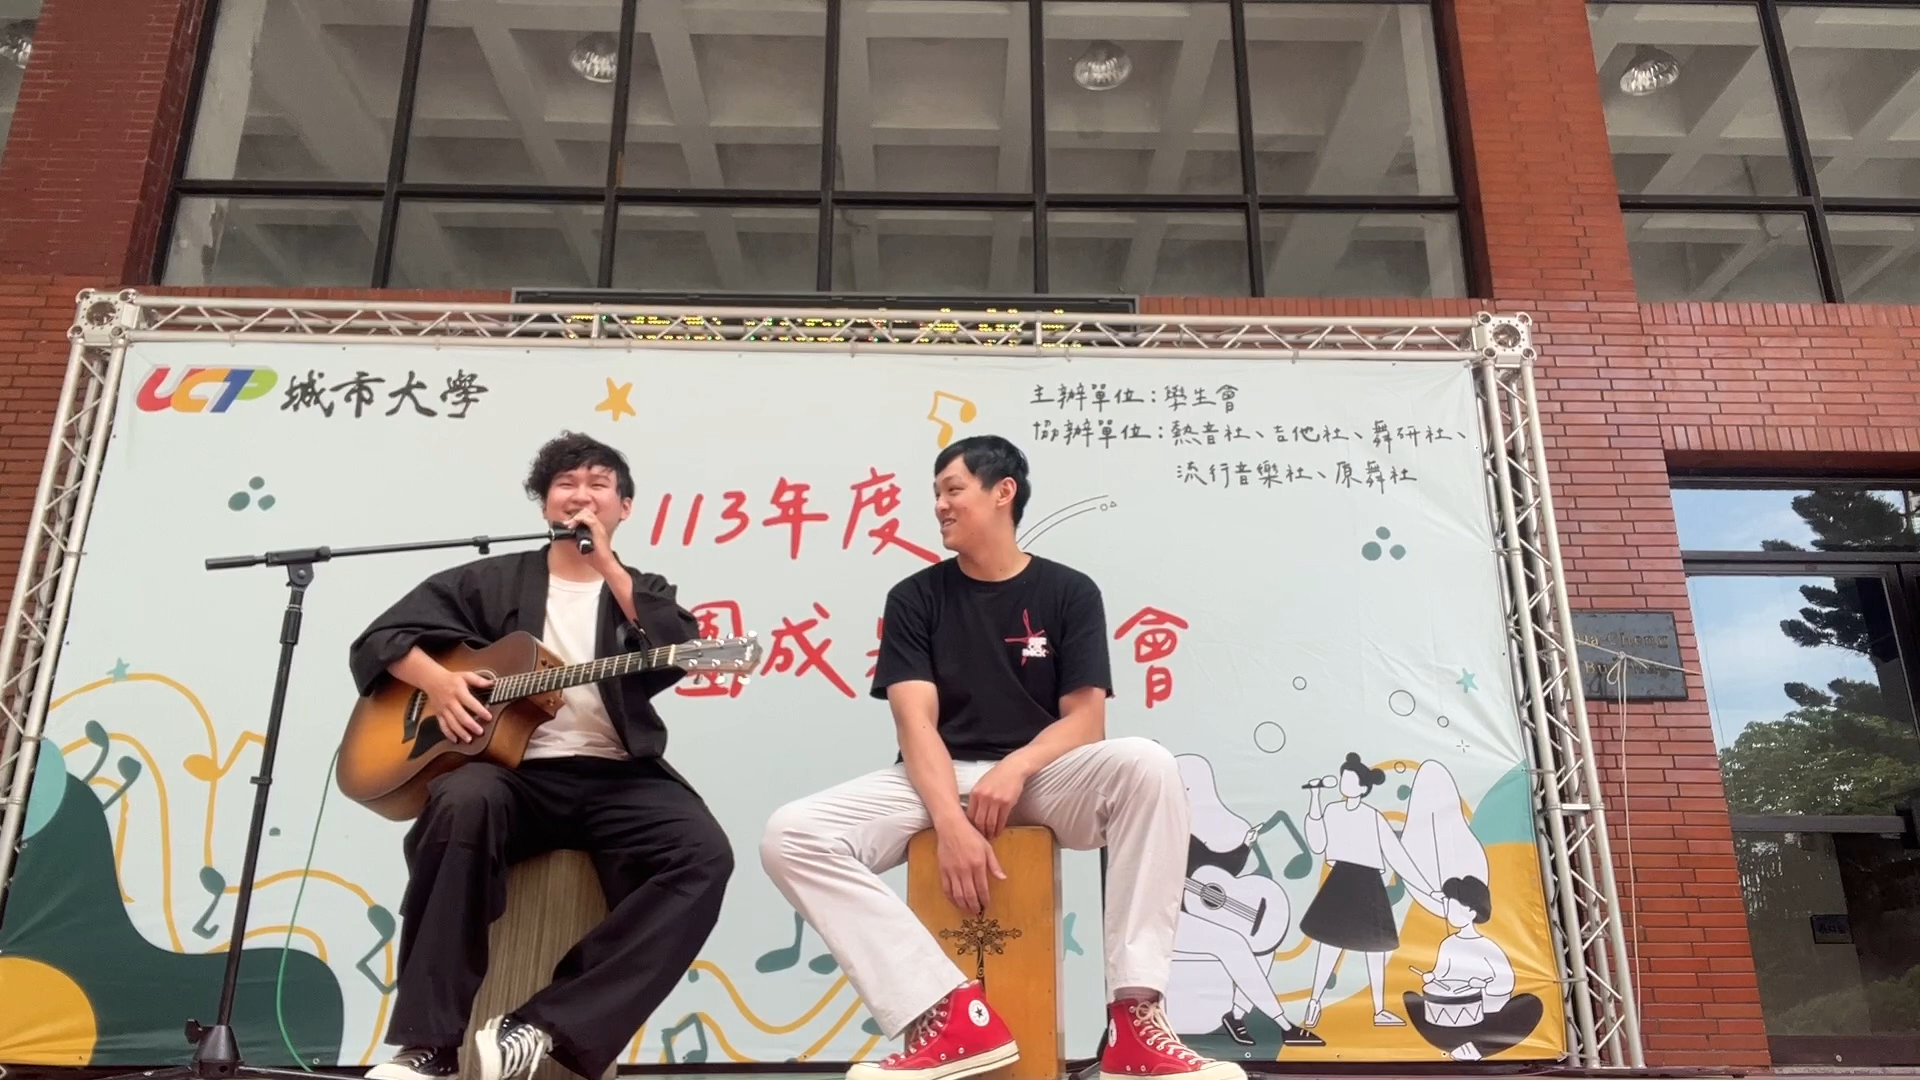 UCP 城市大學
主辦單位：學生會
協辦單位：熱音社、吉他社、舞研社、
流行音樂社、原舞社
113年度
團成 會
Da-Cheng